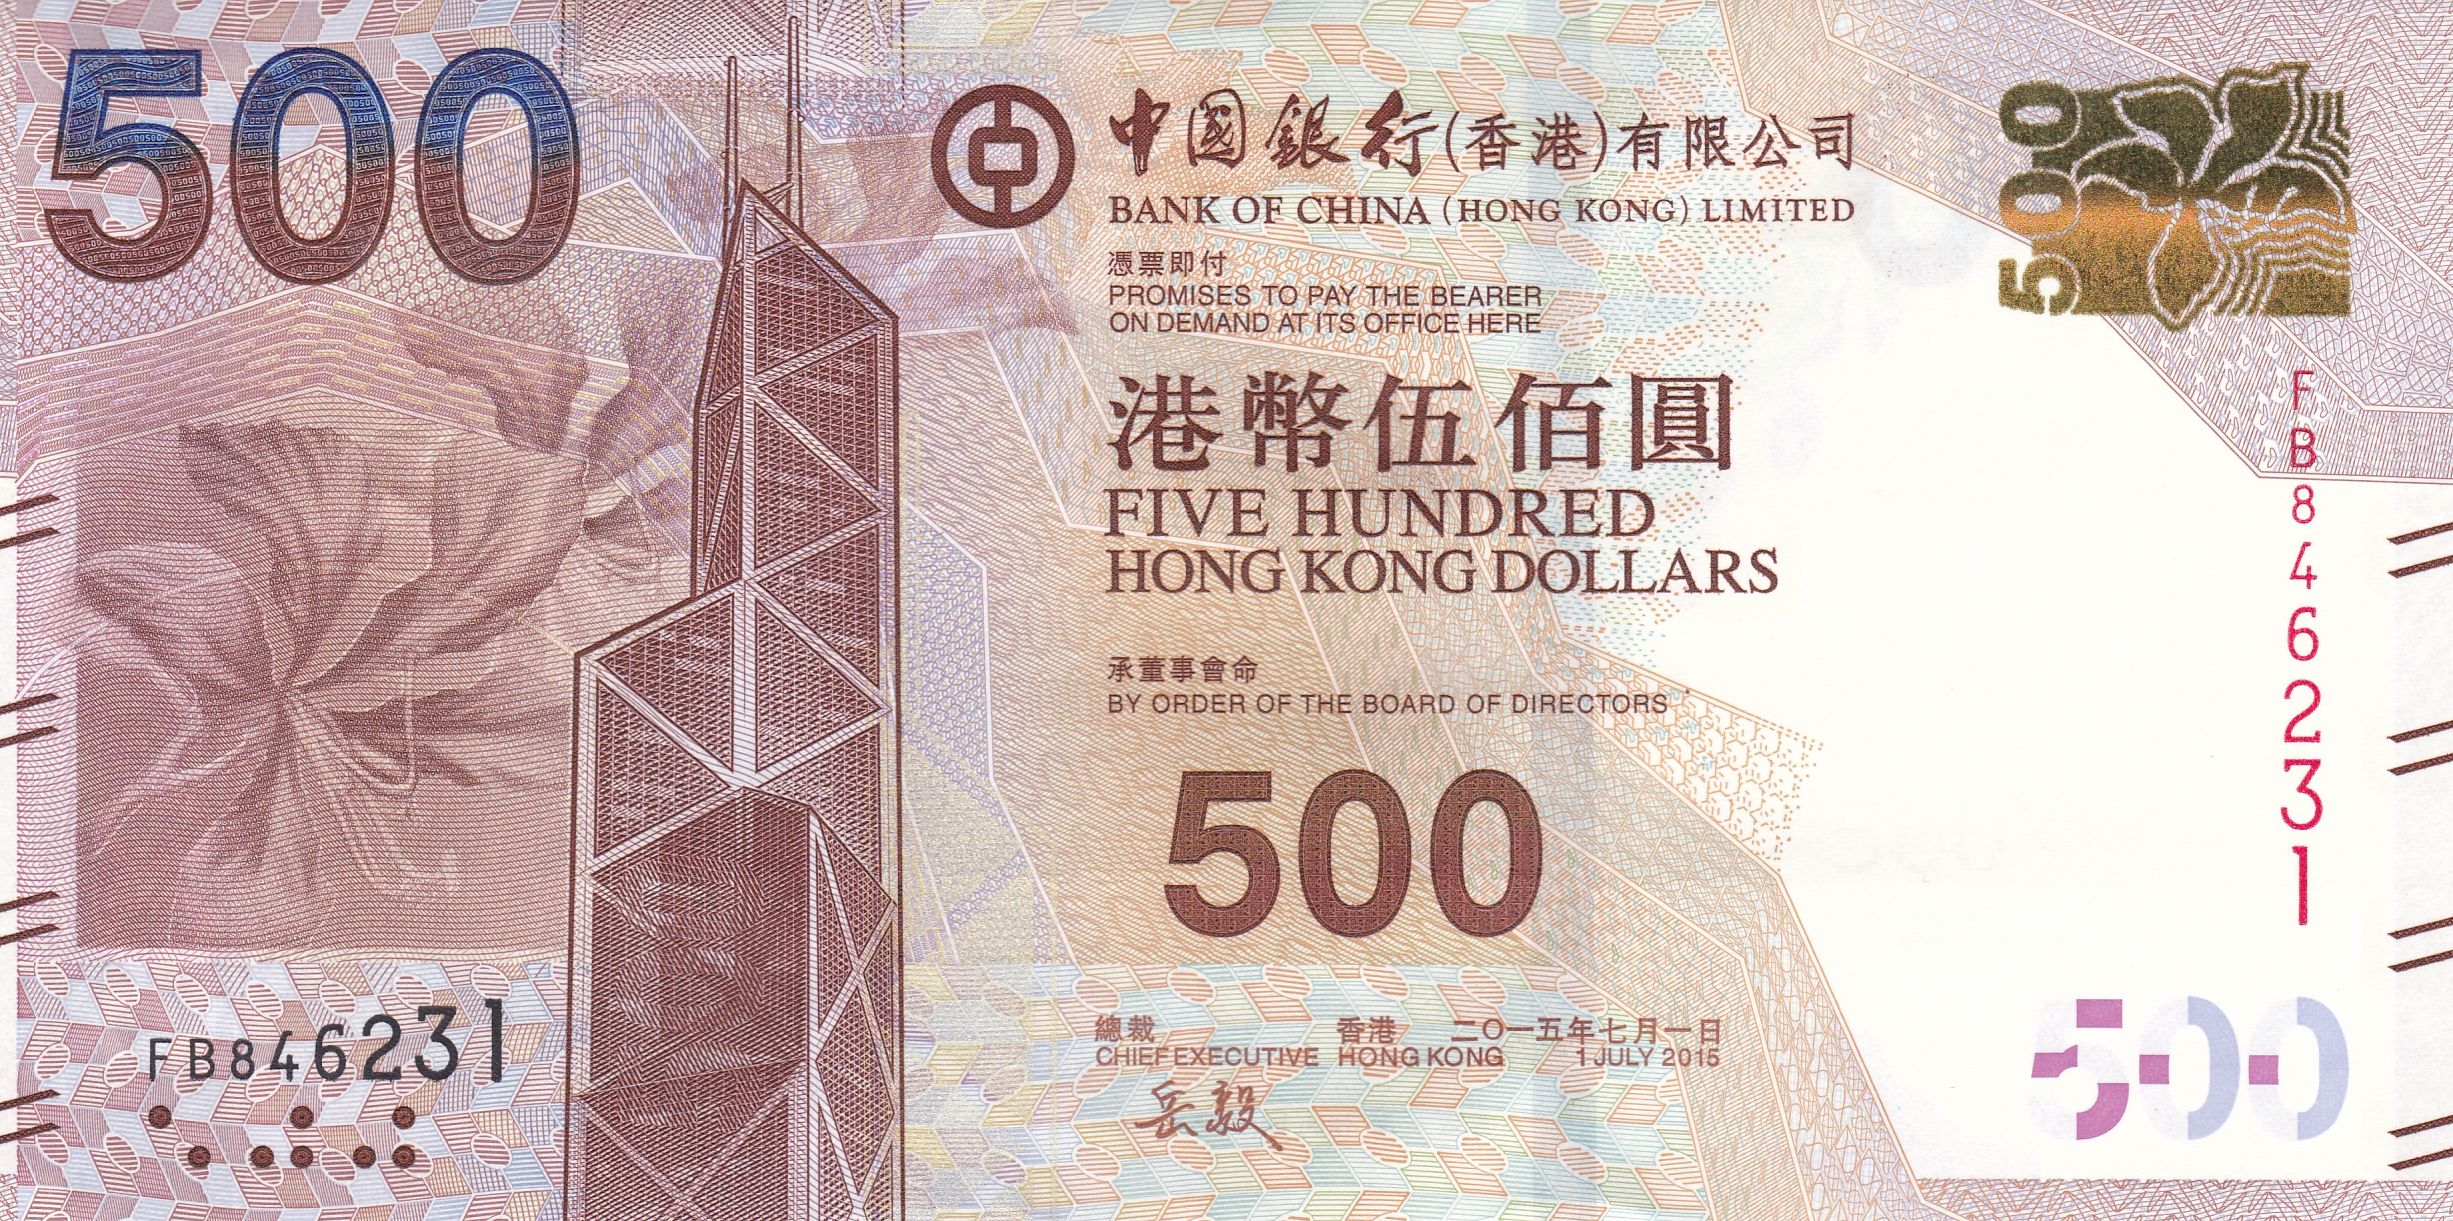 500
中國銀行(香港)有限公司
BANK OF CHINA (HONG KONG) LIMITED
憑票即付
PROMISES TO PAY THE BEARER
ON DEMAND AT ITS OFFICE HERE
港幣伍佰圓
FIVE HUNDRED
HONG KONG DOLLARS
承董事會命
BY ORDER OF THE BOARD OF DIRECTORS
500
總裁 香港 二〇一五年七月一日
CHIEF EXECUTIVE HONG KONG 1 JULY 2015
岳毅
FB846231
500
FB846231
500